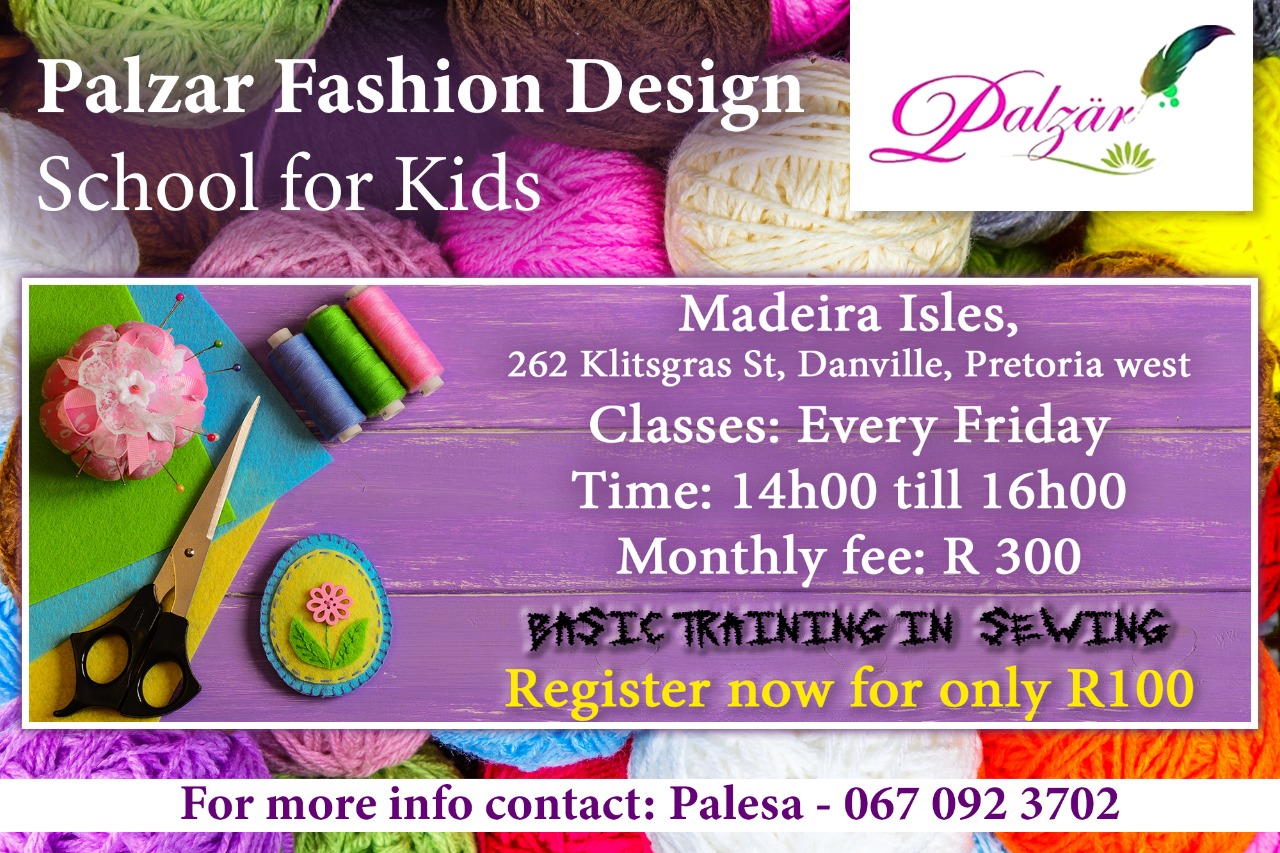 Palzar Fashion Design
School for Kids
Palzär
Madeira Isles,
262 Klitsgras St, Danville, Pretoria west
Classes: Every Friday
Time: 14h00 till 16h00
Monthly fee: R 300
BASIC TRAINING IN SEWING
Register now for only R100
For more info contact: Palesa - 067 092 3702